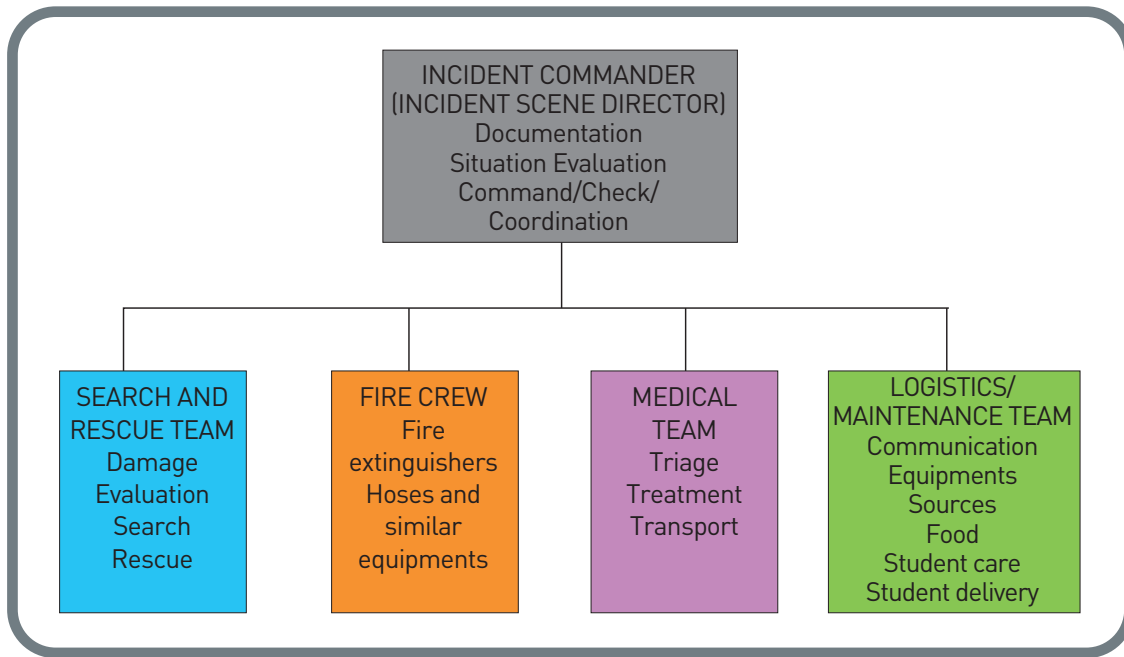 INCIDENT COMMANDER
(INCIDENT SCENE DIRECTOR)
Documentation
Situation Evaluation
Command/Check/
Coordination
SEARCH AND
RESCUE TEAM
Damage
Evaluation
Search
Rescue
FIRE CREW
Fire
extinguishers
Hoses and
similar
equipments
MEDICAL
TEAM
Triage
Treatment
Transport
LOGISTICS/
MAINTENANCE TEAM
Communication
Equipments
Sources
Food
Student care
Student delivery